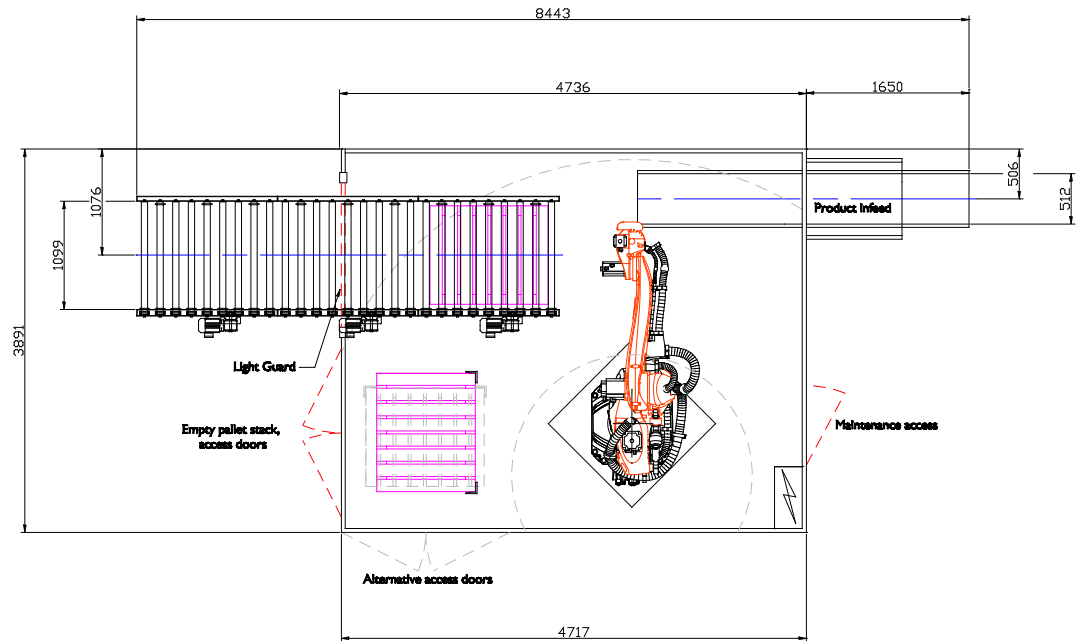 8443
4736
1650
1076
506
512
Product Infeed
1099
3891
Light Guard
Empty pallet stack,
access doors
Maintenance access
Alternative access doors
4717